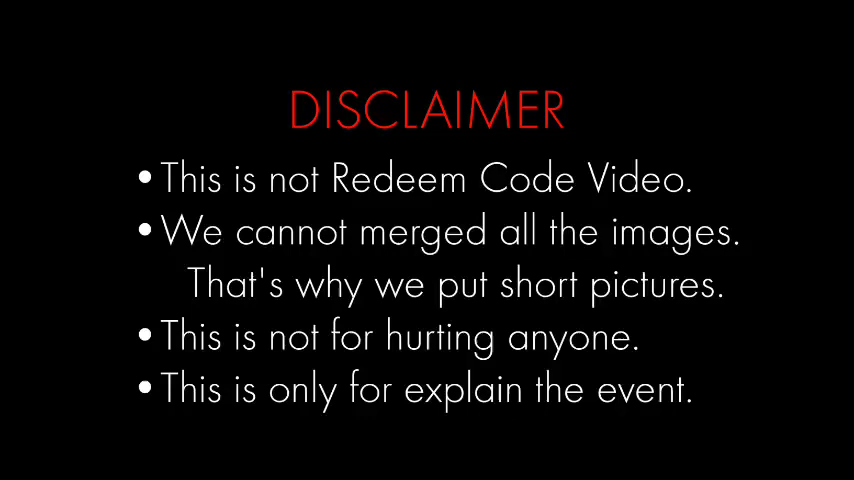 DISCLAIMER
•This is not Redeem Code Video.
•We cannot merged all the images.
That's why we put short pictures.
•This is not for hurting anyone.
•This is only for explain the event.